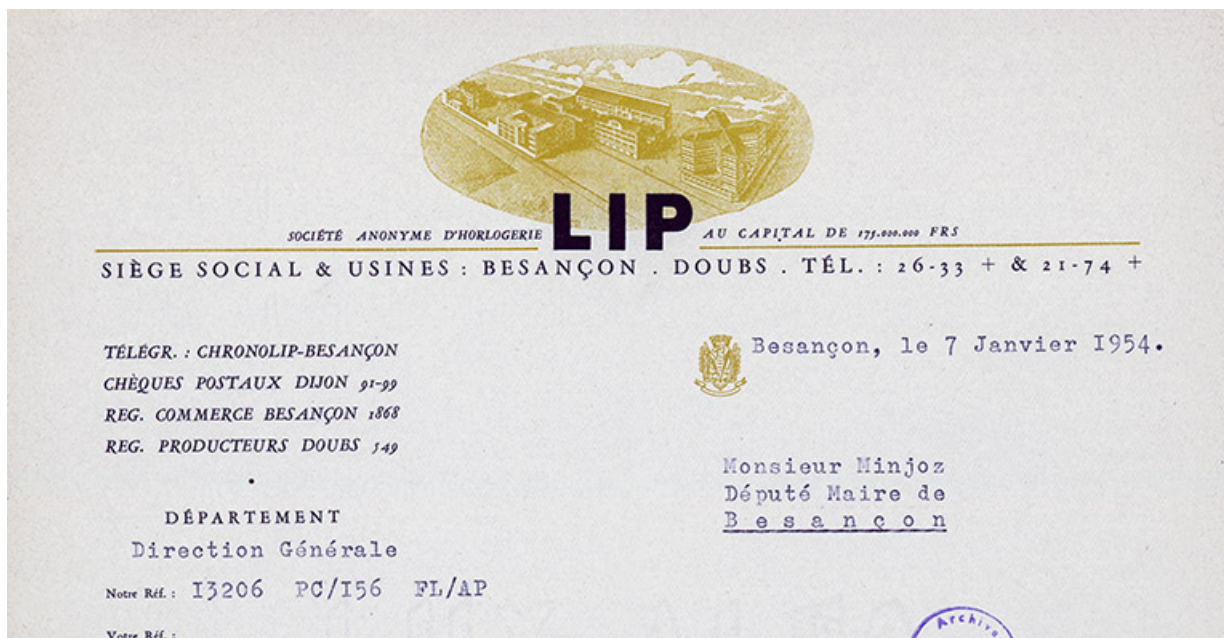 LIP
SOCIÉTÉ ANONYME D'HORLOGERIE
AU CAPITAL DE 175.000.000 FRS
SIÈGE SOCIAL & USINES : BESANÇON . DOUBS . TÉL. : 26-33 + & 21-74 +
TÉLÉGR. : CHRONOLIP-BESANÇON
CHÈQUES POSTAUX DIJON 91-99
REG. COMMERCE BESANÇON 1868
REG. PRODUCTEURS DOUBS 549
Besançon, le 7 Janvier I954.
Monsieur Minjoz
Député Maire de
Besançon
DÉPARTEMENT
Direction Générale
Notre Réf. : I3206 PC/I56 FL/AP
Votre Réf. :